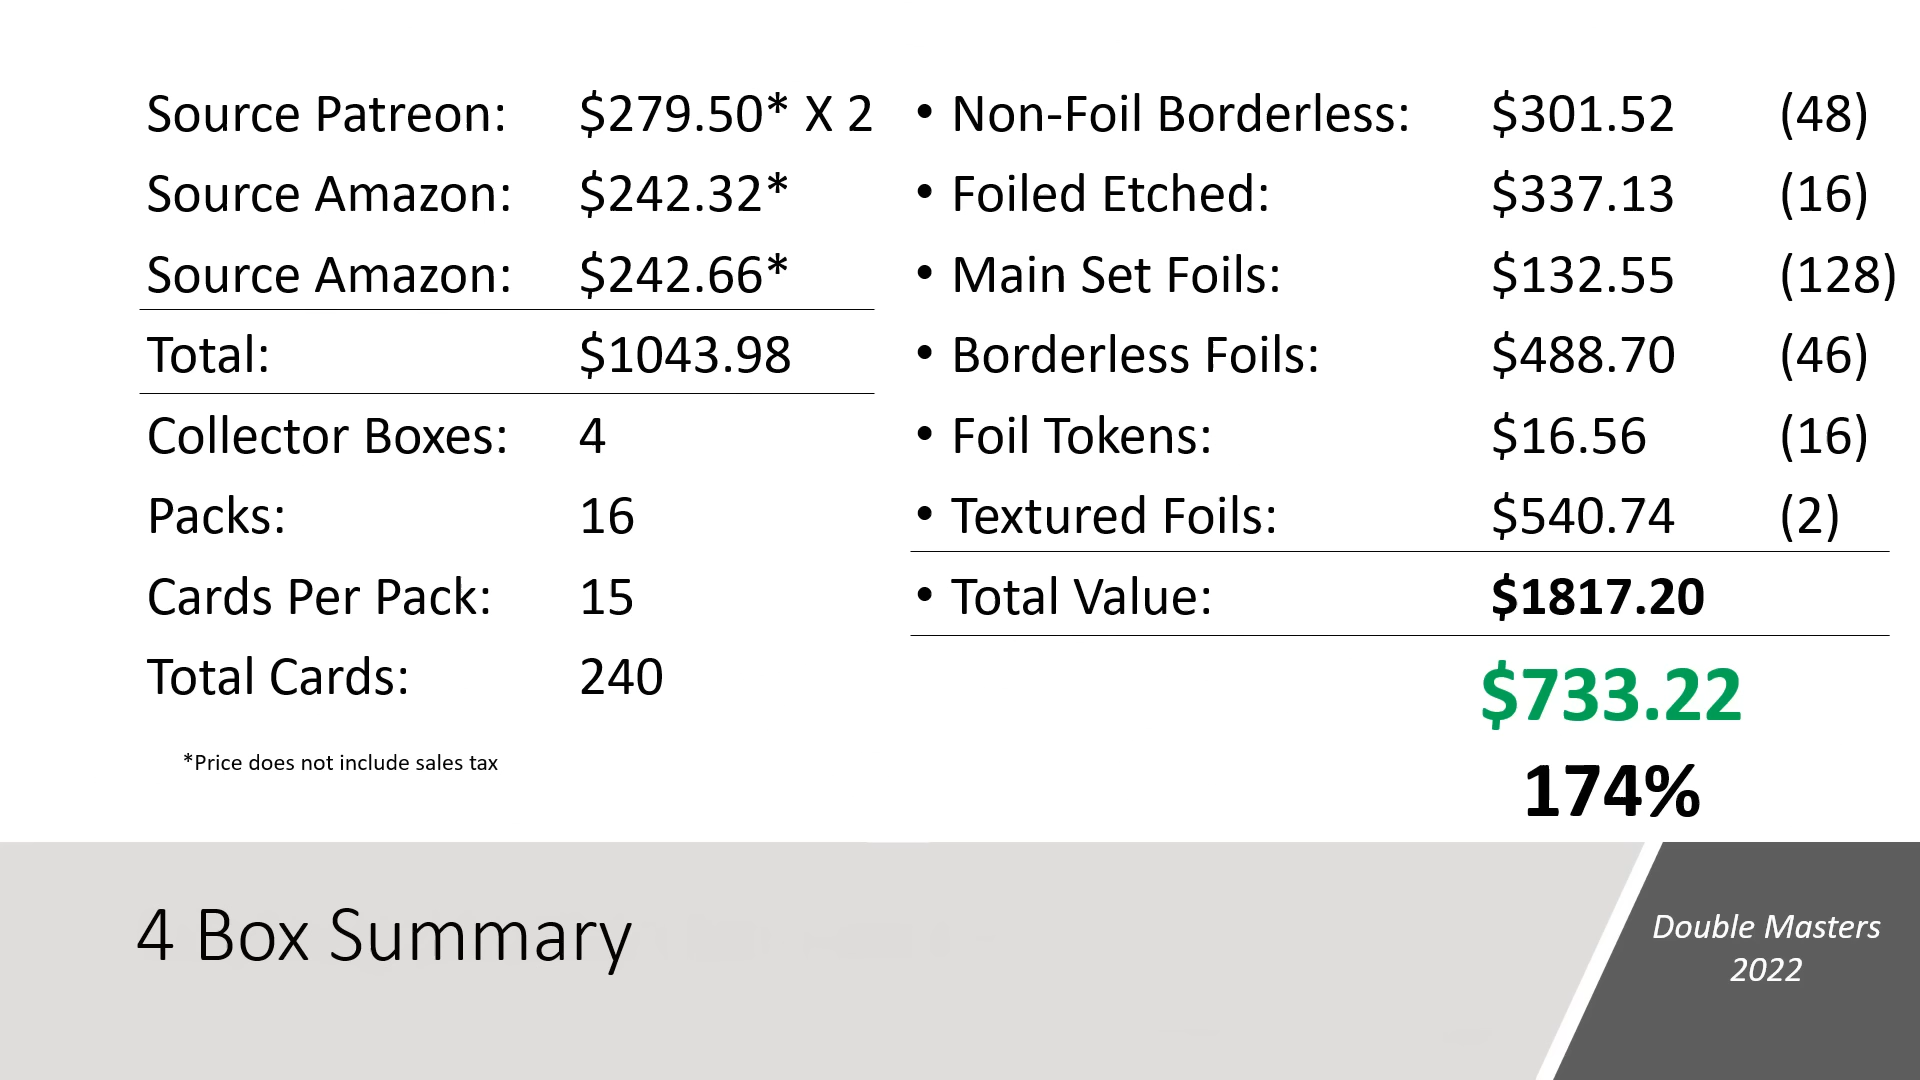 Source Patreon: $279.50* X 2
Source Amazon: $242.32*
Source Amazon: $242.66*
Total: $1043.98
Collector Boxes: 4
Packs: 16
Cards Per Pack: 15
Total Cards: 240
*Price does not include sales tax
• Non-Foil Borderless: $301.52 (48)
• Foiled Etched: $337.13 (16)
• Main Set Foils: $132.55 (128)
• Borderless Foils: $488.70 (46)
• Foil Tokens: $16.56 (16)
• Textured Foils: $540.74 (2)
• Total Value: $1817.20
$733.22
174%
4 Box Summary
Double Masters
2022